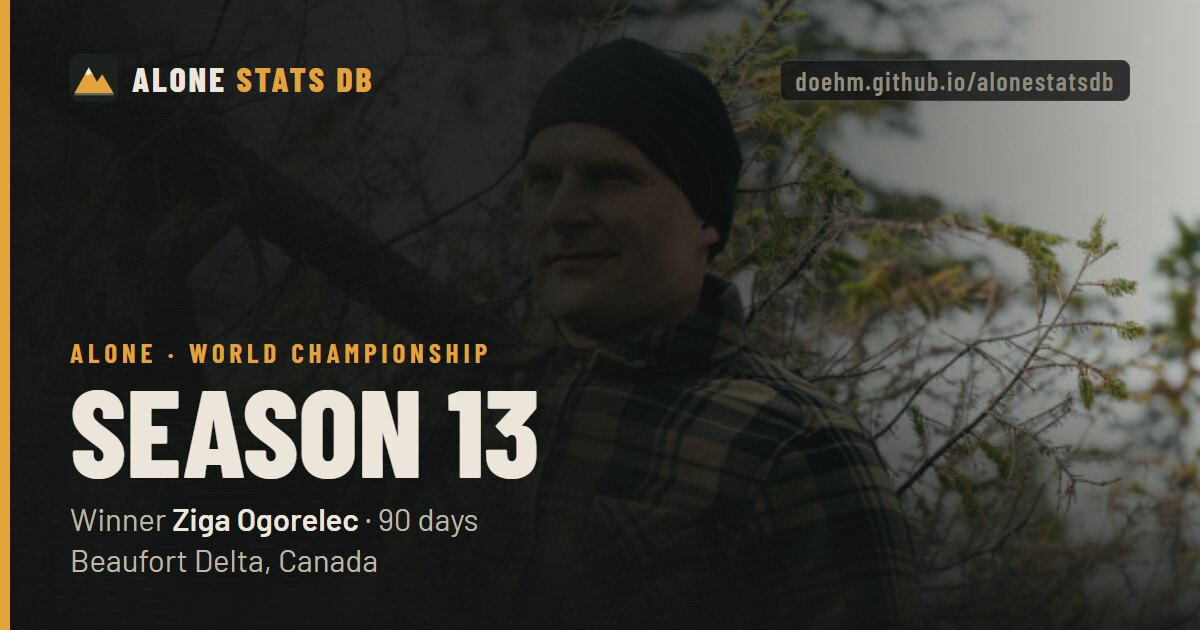 ALONE STATS DB
doehm.github.io/alonestatsdb
ALONE · WORLD CHAMPIONSHIP
SEASON 13
Winner Ziga Ogorelec · 90 days
Beaufort Delta, Canada